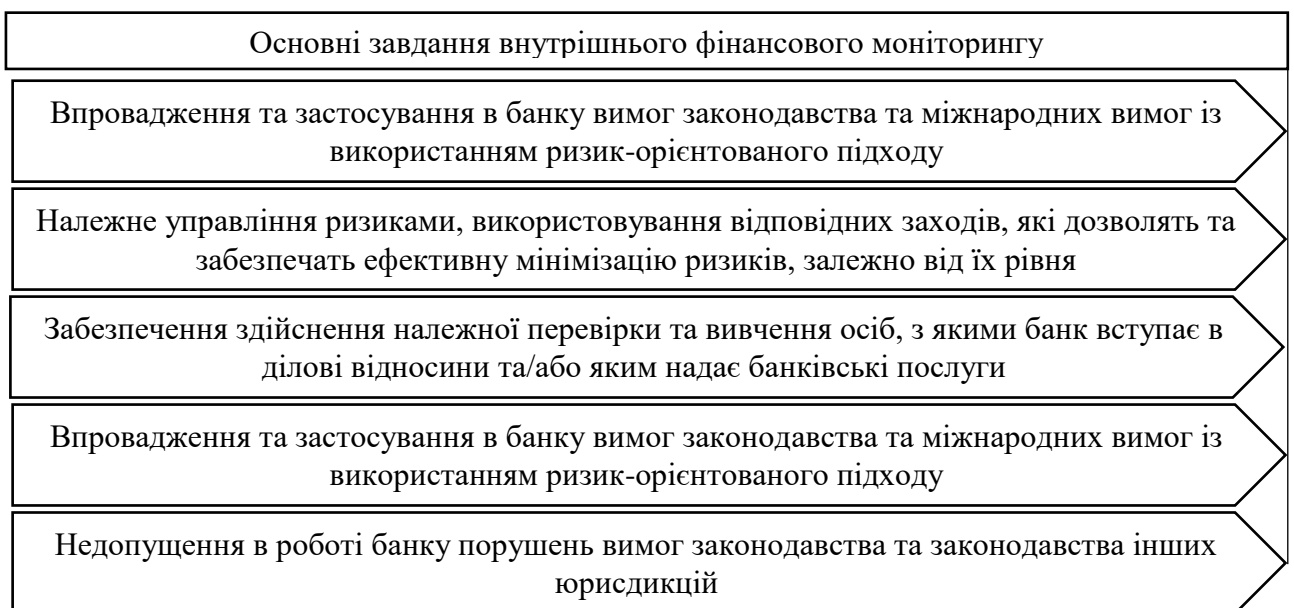 Основні завдання внутрішнього фінансового моніторингу
Впровадження та застосування в банку вимог законодавства та міжнародних вимог із
використанням ризик-орієнтованого підходу
Належне управління ризиками, використовування відповідних заходів, які дозволять та
забезпечать ефективну мінімізацію ризиків, залежно від їх рівня
Забезпечення здійснення належної перевірки та вивчення осіб, з якими банк вступає в
ділові відносини та/або яким надає банківські послуги
Впровадження та застосування в банку вимог законодавства та міжнародних вимог із
використанням ризик-орієнтованого підходу
Недопущення в роботі банку порушень вимог законодавства та законодавства інших
юрисдикцій